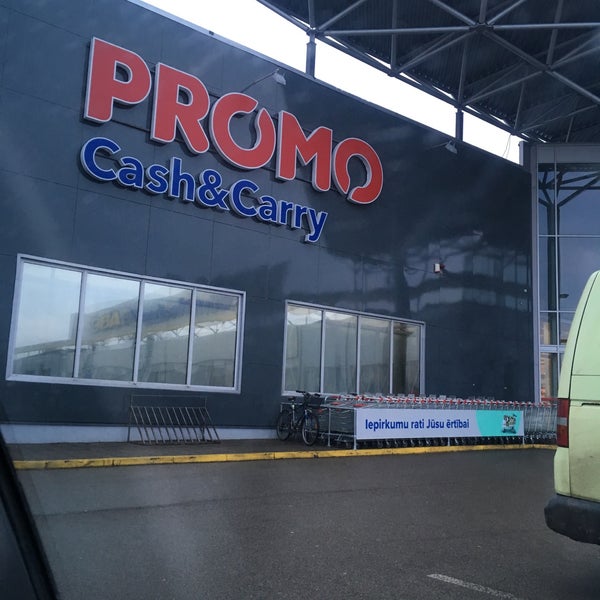 PROMO
Cash&Carry
Iepirkumu rati Jūsu ērtībai